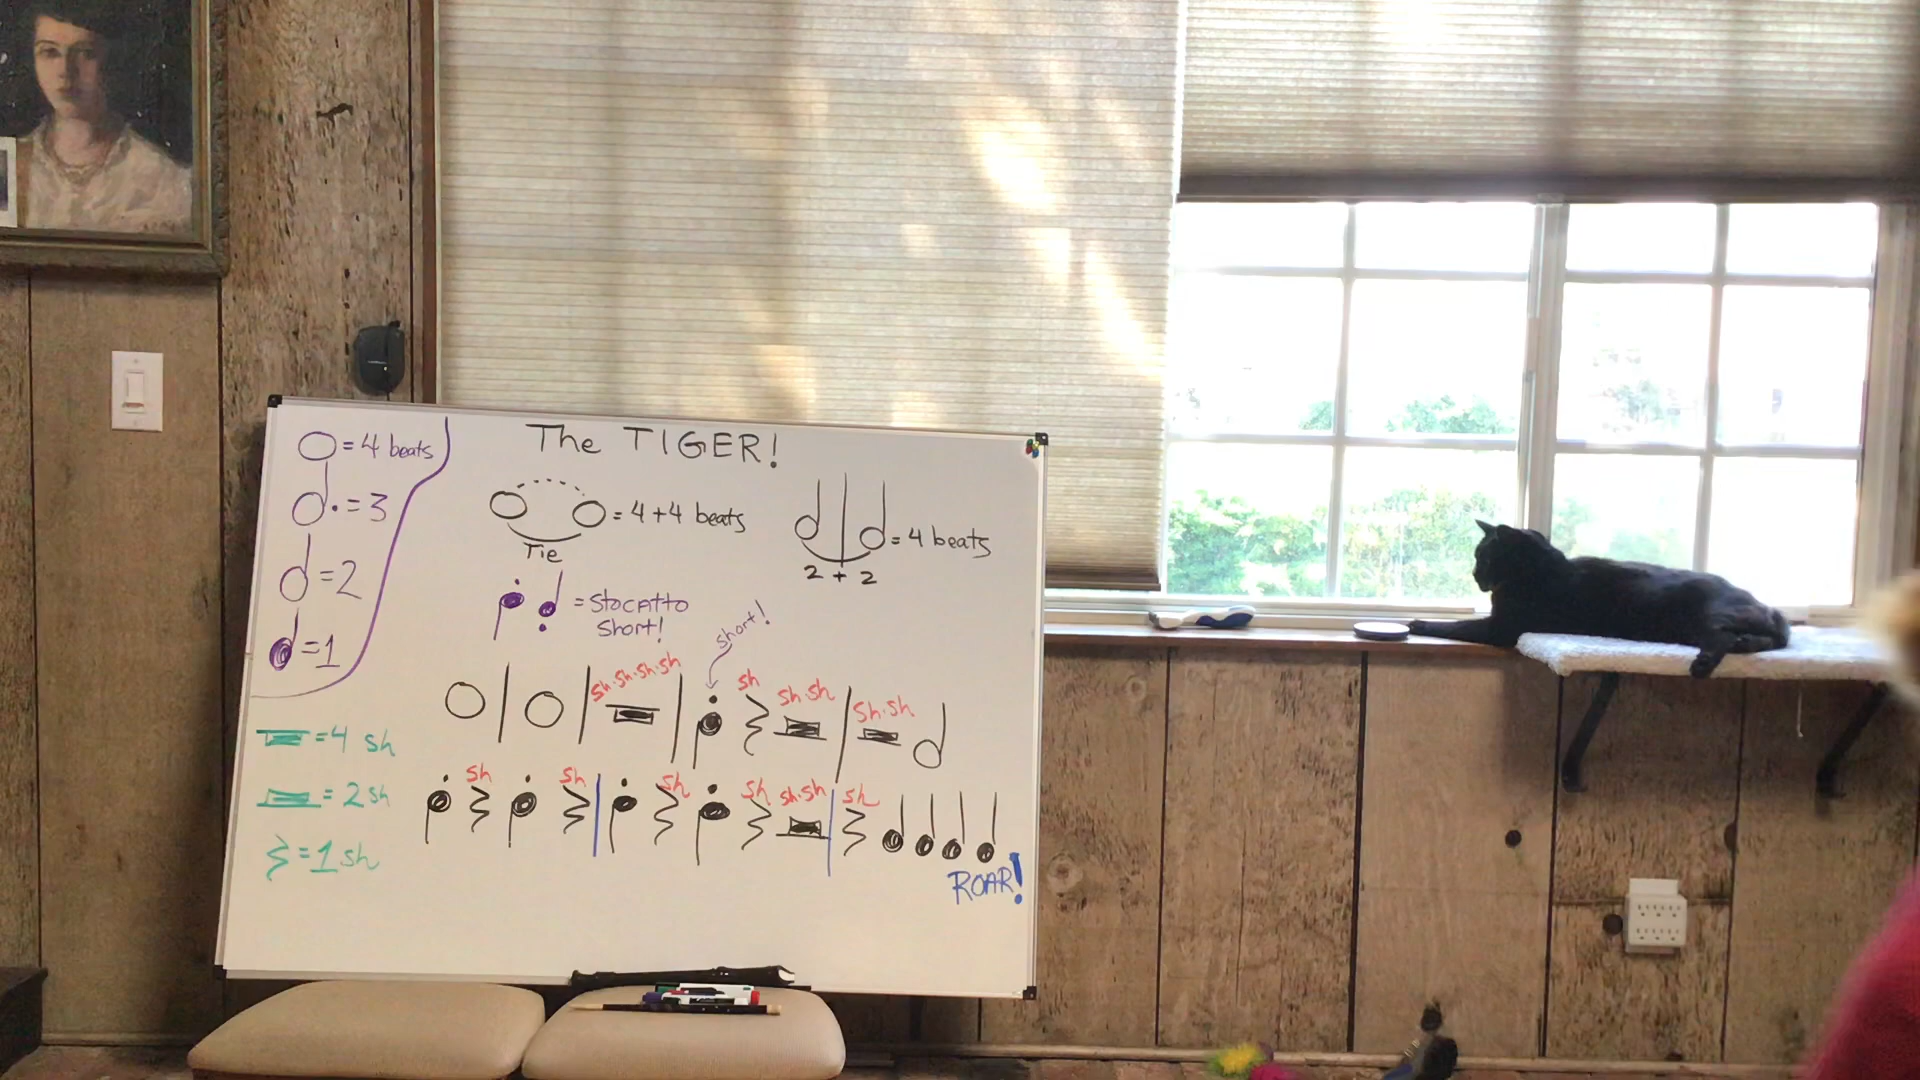 The TIGER!
= 4 beats
. = 3
= 2
= 1
= 4 + 4 beats
Tie
= 4 beats
2 + 2
= Stocatto
Short!
short!
sh.sh.sh.sh
sh
sh.sh
sh.sh
= 4 sh
= 2 sh
= 1 sh
sh
sh
sh
sh
sh.sh
sh
ROAR!